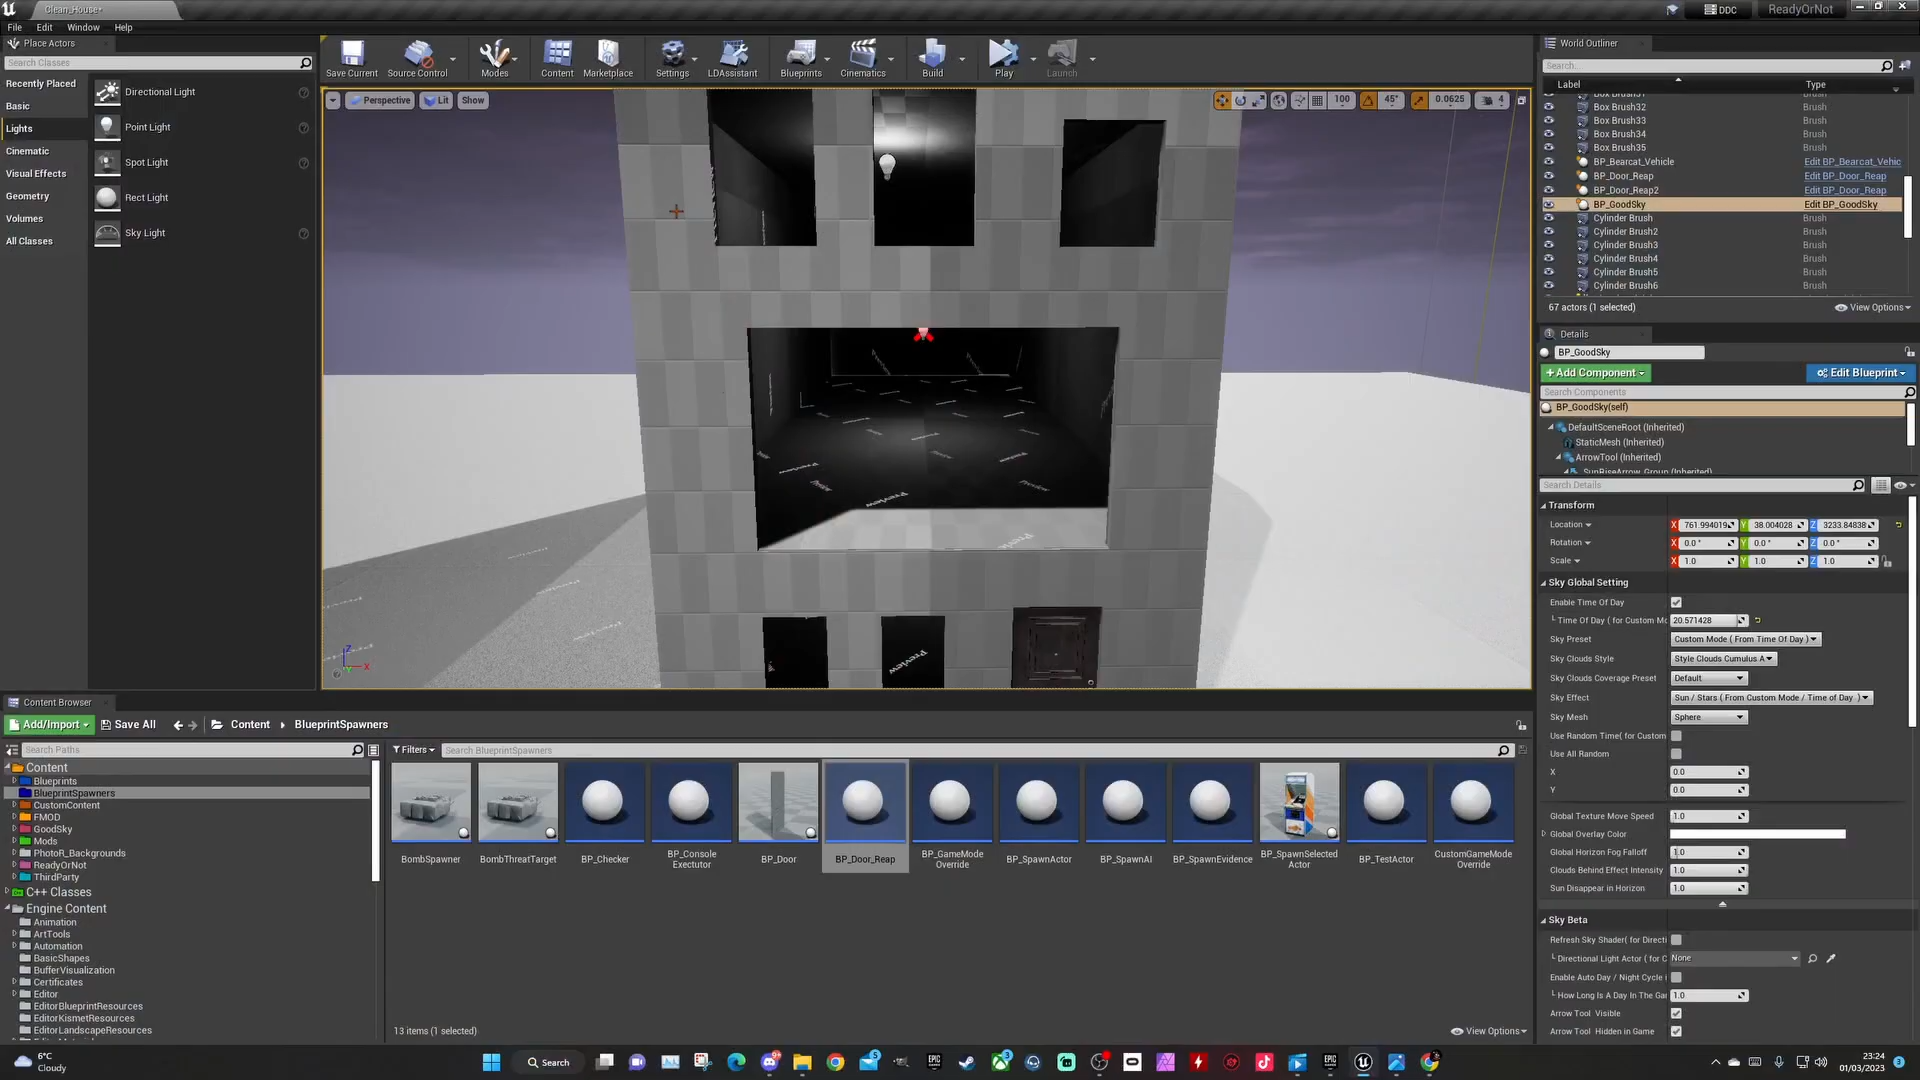 Clean_House*
DDC
ReadyOrNot
File Edit Window Help
Place Actors
Search Classes
Recently Placed
Basic
Lights
Cinematic
Visual Effects
Geometry
Volumes
All Classes
Directional Light
Point Light
Spot Light
Rect Light
Sky Light
Save Current
Source Control
Modes
Content
Marketplace
Settings
LDAssistant
Blueprints
Cinematics
Build
Play
Launch
Perspective
Lit
Show
100
45°
0.0625
4
Preview
Preview
Preview
Preview
World Outliner
Search...
Label Type
Box Brush31 Brush
Box Brush32 Brush
Box Brush33 Brush
Box Brush34 Brush
Box Brush35 Brush
BP_Bearcat_Vehicle Edit BP_Bearcat_Vehic
BP_Door_Reap Edit BP_Door_Reap
BP_Door_Reap2 Edit BP_Door_Reap
BP_GoodSky Edit BP_GoodSky
Cylinder Brush Brush
Cylinder Brush2 Brush
Cylinder Brush3 Brush
Cylinder Brush4 Brush
Cylinder Brush5 Brush
Cylinder Brush6 Brush
67 actors (1 selected)
View Options
Details
BP_GoodSky
+Add Component
Edit Blueprint
Search Components
BP_GoodSky(self)
DefaultSceneRoot (Inherited)
StaticMesh (Inherited)
ArrowTool (Inherited)
SunRiseArrow_Group (Inherited)
Search Details
Transform
Location X 761.994019 Y 38.004028 Z 3233.84838
Rotation X 0.0 ° Y 0.0 ° Z 0.0 °
Scale X 1.0 Y 1.0 Z 1.0
Sky Global Setting
Enable Time Of Day
Time Of Day ( for Custom Mo 20.571428
Sky Preset Custom Mode ( From Time Of Day )
Sky Clouds Style Style Clouds Cumulus A
Sky Clouds Coverage Preset Default
Sky Effect Sun / Stars ( From Custom Mode / Time of Day )
Sky Mesh Sphere
Use Random Time( for Custom
Use All Random
X 0.0
Y 0.0
Global Texture Move Speed 1.0
Global Overlay Color
Global Horizon Fog Falloff 1.0
Clouds Behind Effect Intensity 1.0
Sun Disappear in Horizon 1.0
Sky Beta
Refresh Sky Shader( for Directi
Directional Light Actor ( for C None
Enable Auto Day / Night Cycle (
How Long Is A Day In The Ga 1.0
Arrow Tool Visible
Arrow Tool Hidden in Game
Content Browser
Add/Import
Save All
Content
BlueprintSpawners
Search Paths
Filters
Search BlueprintSpawners
Content
Blueprints
BlueprintSpawners
CustomContent
FMOD
GoodSky
Mods
PhotoR_Backgrounds
ReadyOrNot
ThirdParty
C++ Classes
Engine Content
Animation
ArtTools
Automation
BasicShapes
BufferVisualization
Certificates
Editor
EditorBlueprintResources
EditorKismetResources
EditorLandscapeResources
BombSpawner
BombThreatTarget
BP_Checker
BP_Console
Exectutor
BP_Door
BP_Door_Reap
BP_GameMode
Override
BP_SpawnActor
BP_SpawnAI
BP_SpawnEvidence
BP_SpawnSelected
Actor
BP_TestActor
CustomGameMode
Override
13 items (1 selected)
View Options
6°C
Cloudy
Search
23:24
01/03/2023